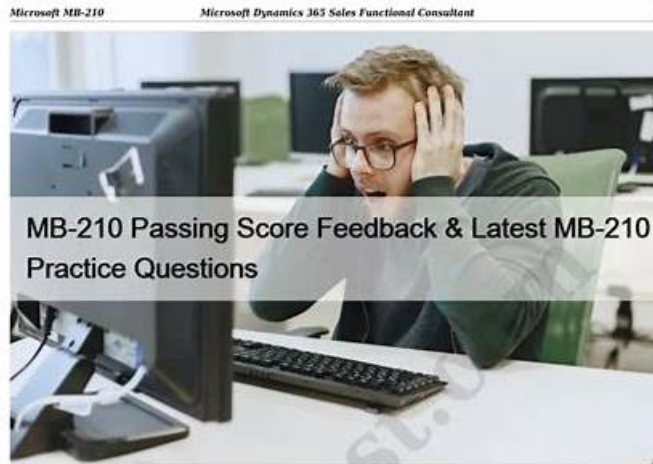 Microsoft MB-210 Microsoft Dynamics 365 Sales Functional Consultant
MB-210 Passing Score Feedback & Latest MB-210
Practice Questions